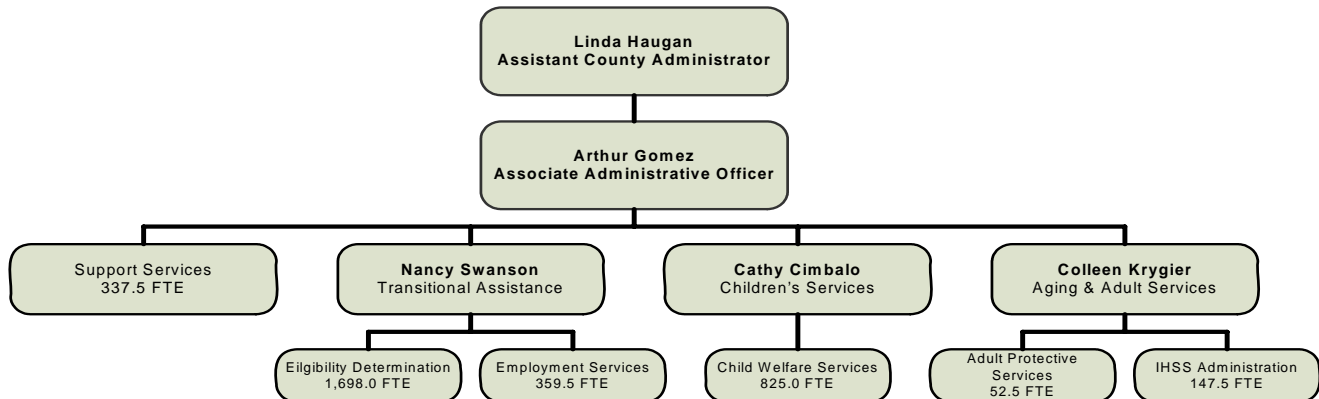 Linda Haugan
Assistant County Administrator
Arthur Gomez
Associate Administrative Officer
Support Services
337.5 FTE
Nancy Swanson
Transitional Assistance
Cathy Cimbalo
Children's Services
Colleen Krygier
Aging & Adult Services
Eilgibility Determination
1,698.0 FTE
Employment Services
359.5 FTE
Child Welfare Services
825.0 FTE
Adult Protective
Services
52.5 FTE
IHSS Administration
147.5 FTE